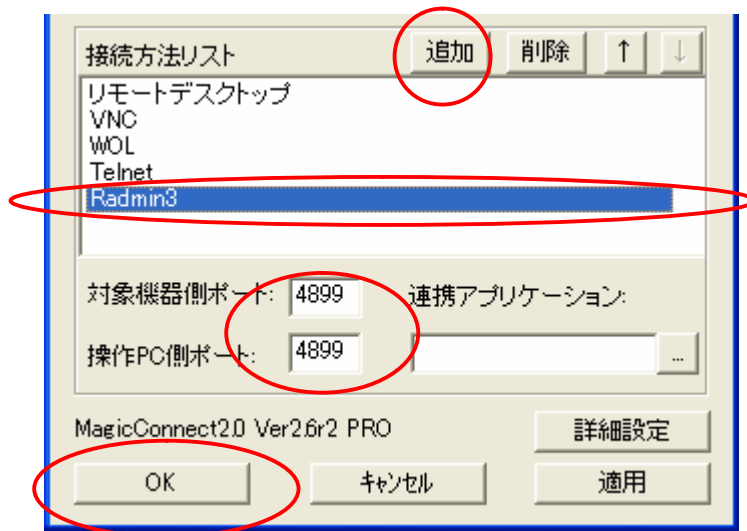 接続方法リスト 追加 削除 ↑ ↓
リモートデスクトップ
VNC
WOL
Telnet
Radmin3
対象機器側ポート: 4899 連携アプリケーション:
操作PC側ポート: 4899 ...
MagicConnect2.0 Ver2.6r2 PRO 詳細設定
OK キャンセル 適用